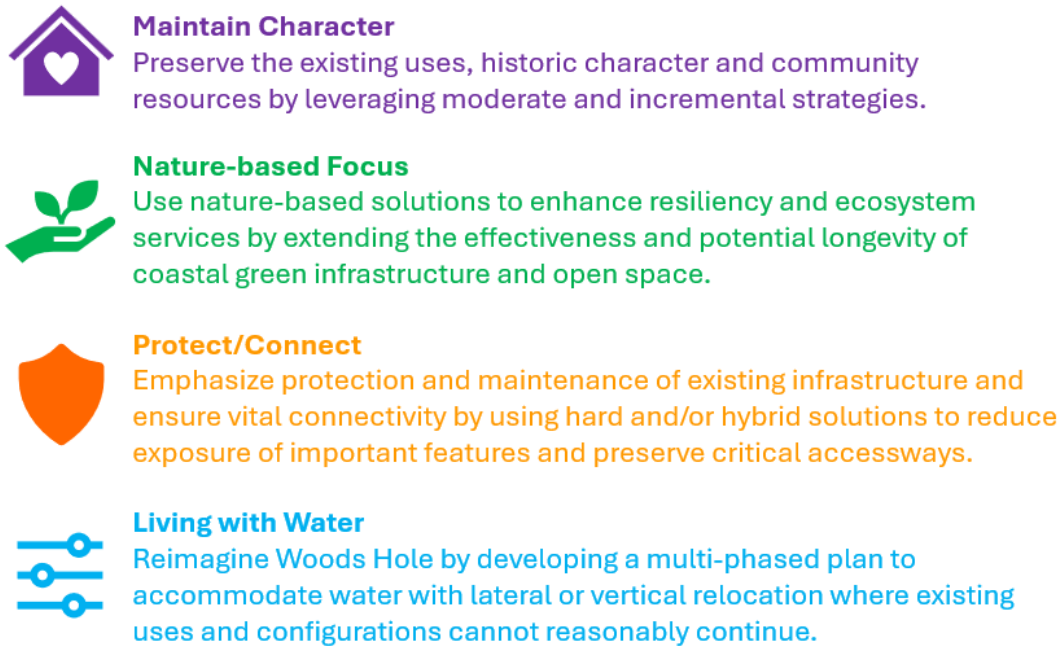 Maintain Character
Preserve the existing uses, historic character and community
resources by leveraging moderate and incremental strategies.
Nature-based Focus
Use nature-based solutions to enhance resiliency and ecosystem
services by extending the effectiveness and potential longevity of
coastal green infrastructure and open space.
Protect/Connect
Emphasize protection and maintenance of existing infrastructure and
ensure vital connectivity by using hard and/or hybrid solutions to reduce
exposure of important features and preserve critical accessways.
Living with Water
Reimagine Woods Hole by developing a multi-phased plan to
accommodate water with lateral or vertical relocation where existing
uses and configurations cannot reasonably continue.